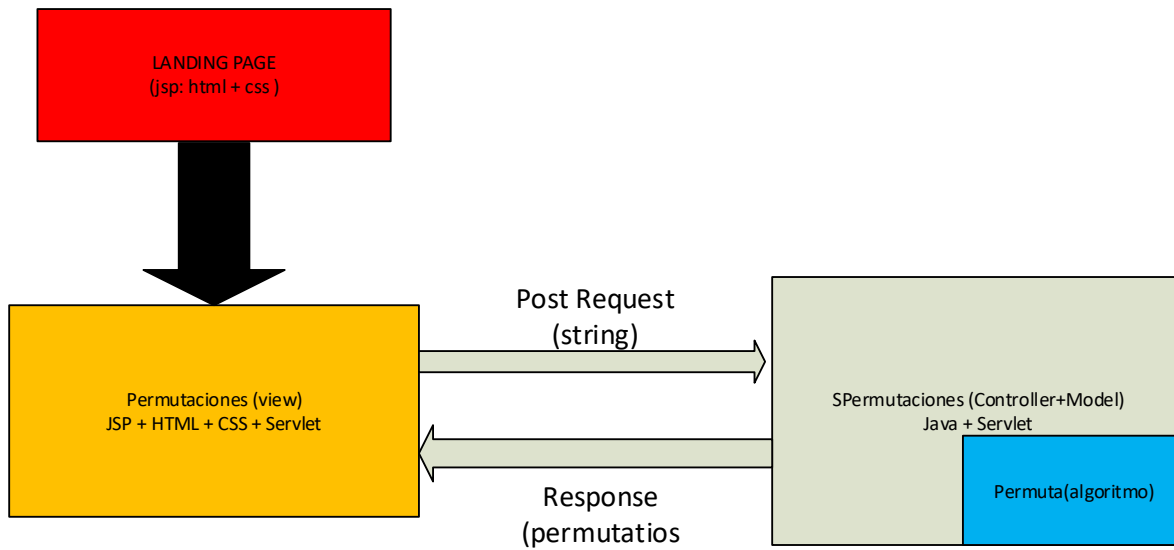 LANDING PAGE
(jsp: html + css )
Post Request
(string)
Permutaciones (view)
JSP + HTML + CSS + Servlet
SPermutaciones (Controller+Model)
Java + Servlet
Permuta(algoritmo)
Response
(permutatios